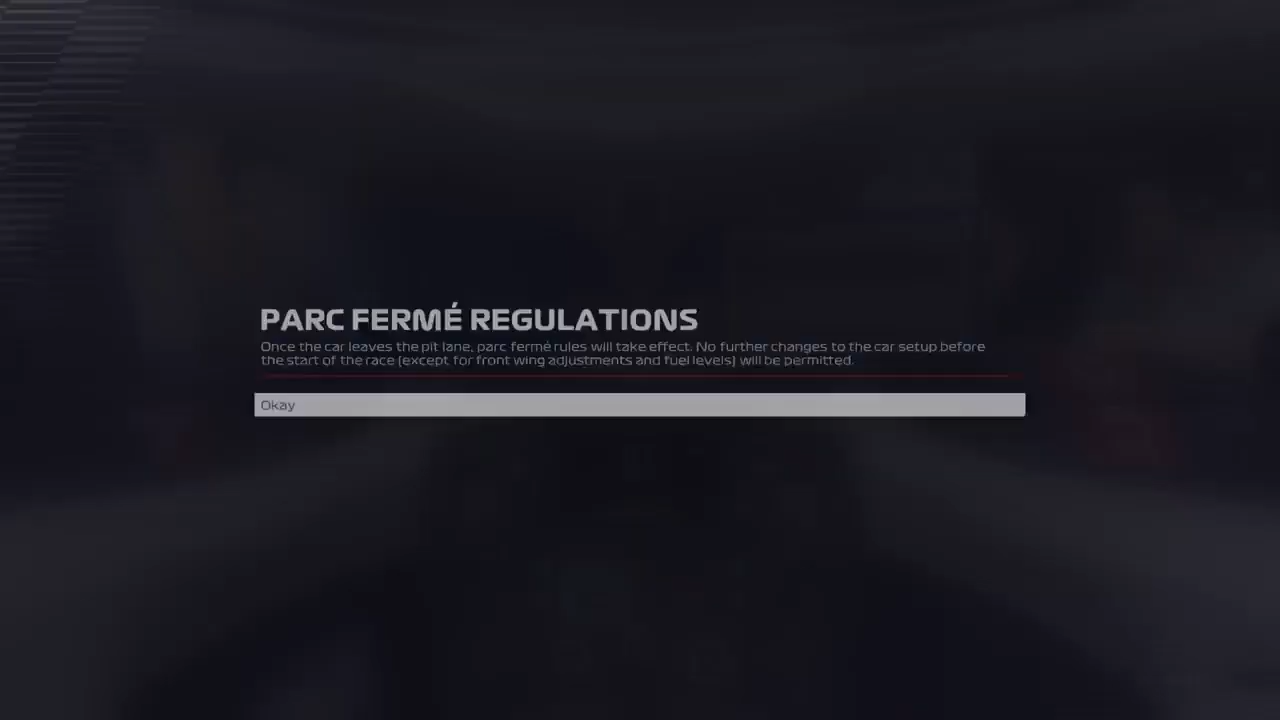 PARC FERMÉ REGULATIONS
Once the car leaves the pit lane, parc fermé rules will take effect. No further changes to the car setup before
the start of the race (except for front wing adjustments and fuel levels) will be permitted.
Okay